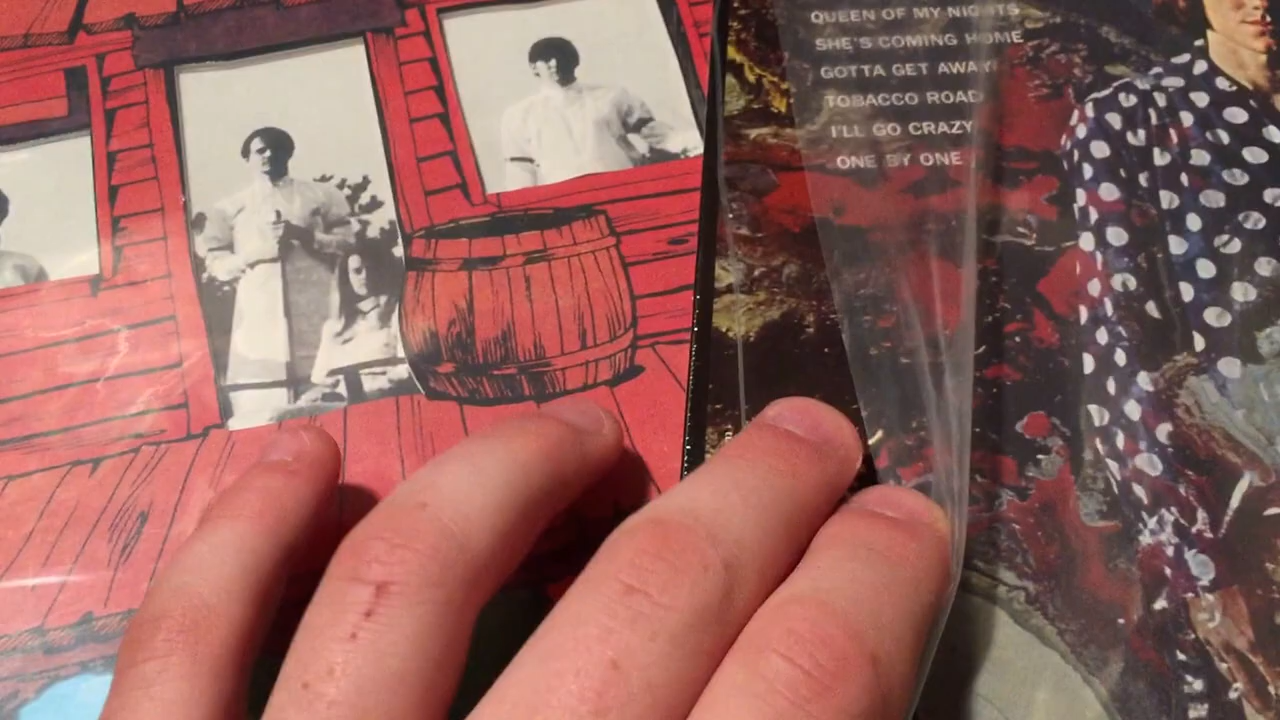 QUEEN OF MY NIGHTS
SHE'S COMING HOME
GOTTA GET AWAY
TOBACCO ROAD
I'LL GO CRAZY
ONE BY ONE